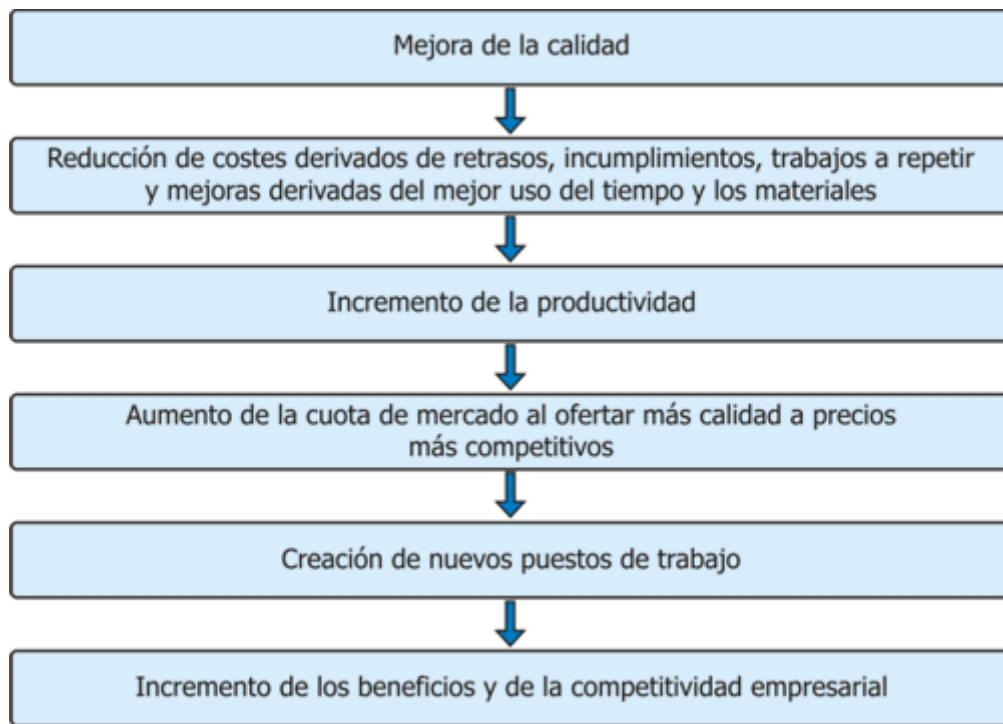 Mejora de la calidad
Reducción de costes derivados de retrasos, incumplimientos, trabajos a repetir
y mejoras derivadas del mejor uso del tiempo y los materiales
Incremento de la productividad
Aumento de la cuota de mercado al ofertar más calidad a precios
más competitivos
Creación de nuevos puestos de trabajo
Incremento de los beneficios y de la competitividad empresarial